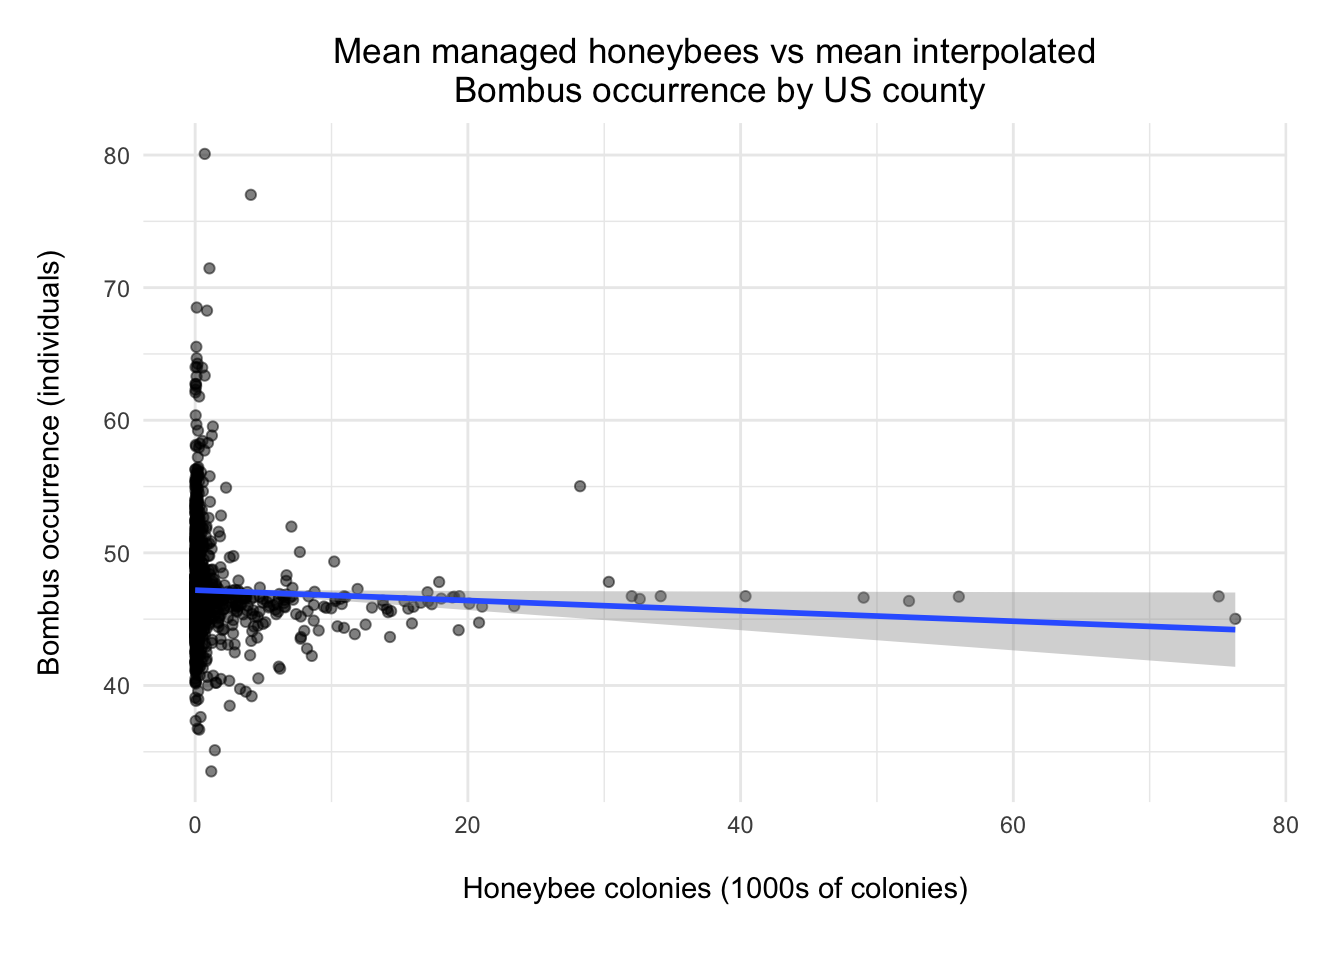 Mean managed honeybees vs mean interpolated
Bombus occurrence by US county
Bombus occurrence (individuals)
80
70
60
50
40
0
20
40
60
80
Honeybee colonies (1000s of colonies)